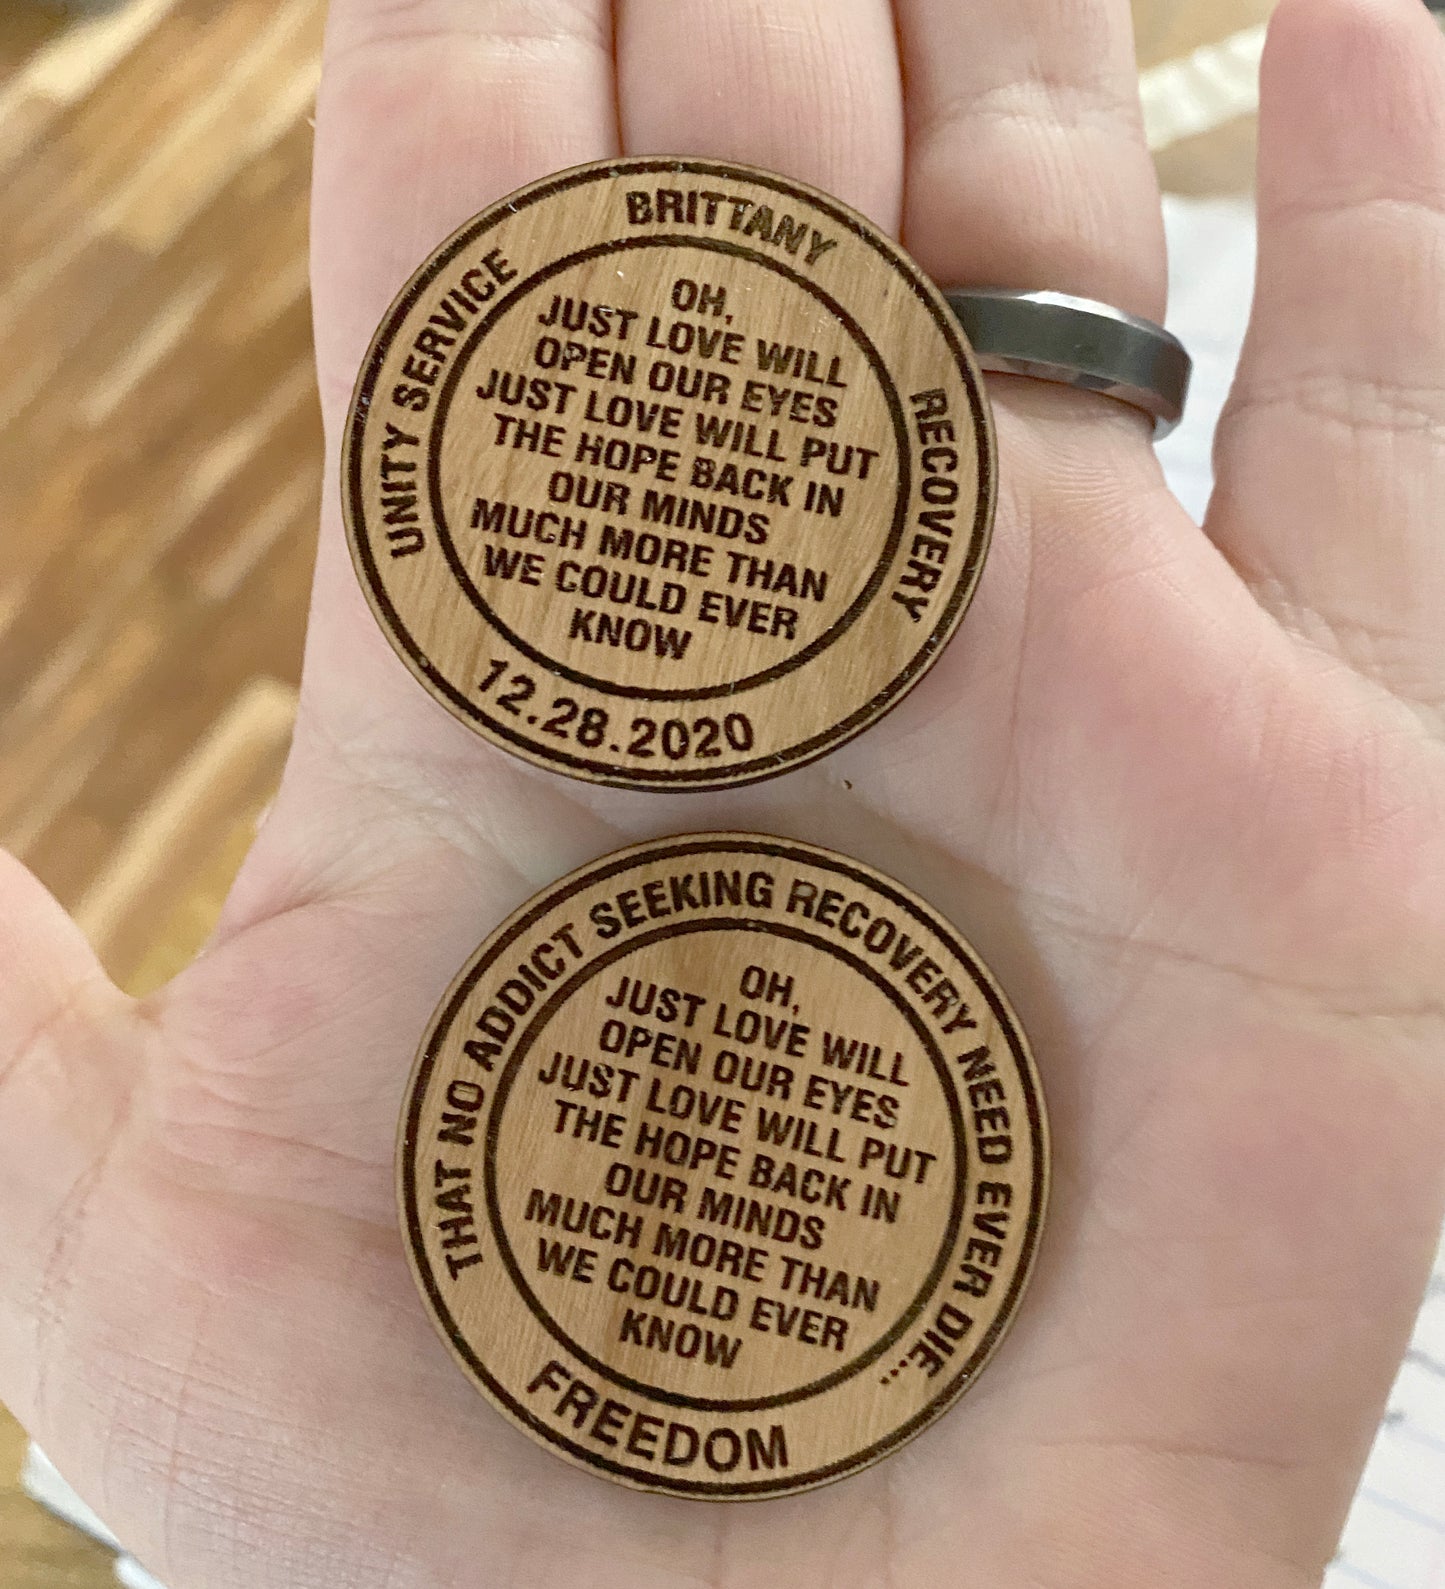 UNITY SERVICE
BRITTANY
RECOVERY
OH,
JUST LOVE WILL
OPEN OUR EYES
JUST LOVE WILL PUT
THE HOPE BACK IN
OUR MINDS
MUCH MORE THAN
WE COULD EVER
KNOW
12.28.2020
THAT NO ADDICT SEEKING RECOVERY NEED EVER DIE...
OH,
JUST LOVE WILL
OPEN OUR EYES
JUST LOVE WILL PUT
THE HOPE BACK IN
OUR MINDS
MUCH MORE THAN
WE COULD EVER
KNOW
FREEDOM